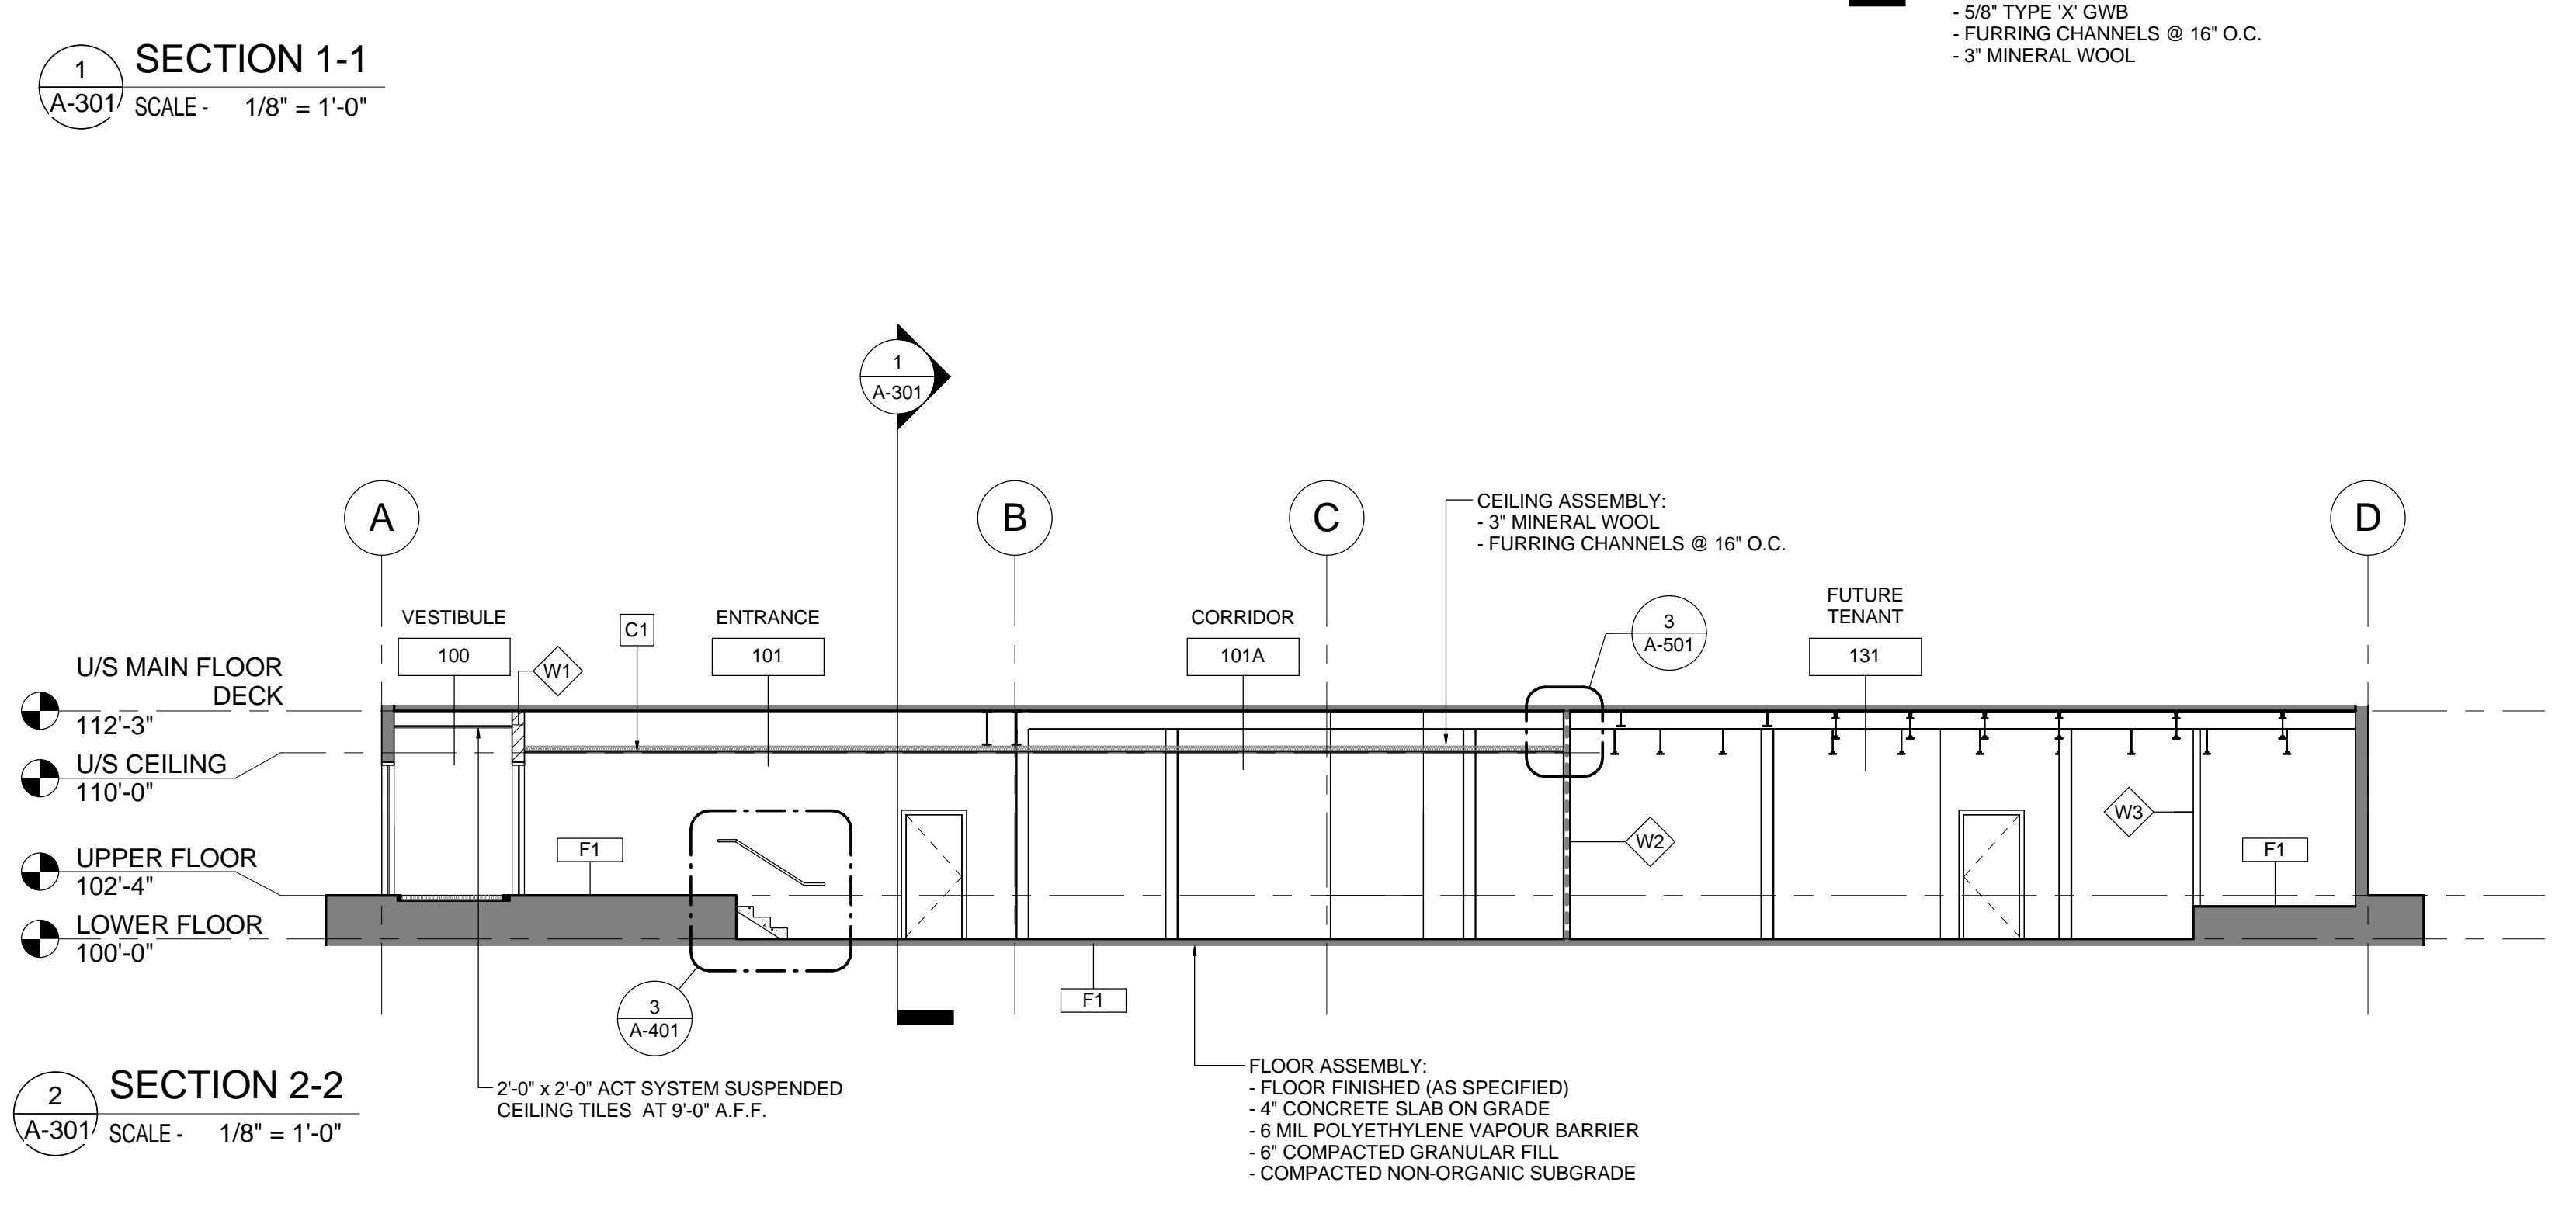 - 5/8" TYPE 'X' GWB
- FURRING CHANNELS @ 16" O.C.
- 3" MINERAL WOOL
1
A-301
SECTION 1-1
SCALE - 1/8" = 1'-0"
1
A-301
A
B
C
D
CEILING ASSEMBLY:
- 3" MINERAL WOOL
- FURRING CHANNELS @ 16" O.C.
VESTIBULE
100
W1
C1
ENTRANCE
101
CORRIDOR
101A
3
A-501
FUTURE
TENANT
131
U/S MAIN FLOOR
DECK
112'-3"
U/S CEILING
110'-0"
UPPER FLOOR
102'-4"
LOWER FLOOR
100'-0"
F1
W2
W3
F1
F1
3
A-401
2'-0" x 2'-0" ACT SYSTEM SUSPENDED
CEILING TILES AT 9'-0" A.F.F.
FLOOR ASSEMBLY:
- FLOOR FINISHED (AS SPECIFIED)
- 4" CONCRETE SLAB ON GRADE
- 6 MIL POLYETHYLENE VAPOUR BARRIER
- 6" COMPACTED GRANULAR FILL
- COMPACTED NON-ORGANIC SUBGRADE
2
A-301
SECTION 2-2
SCALE - 1/8" = 1'-0"